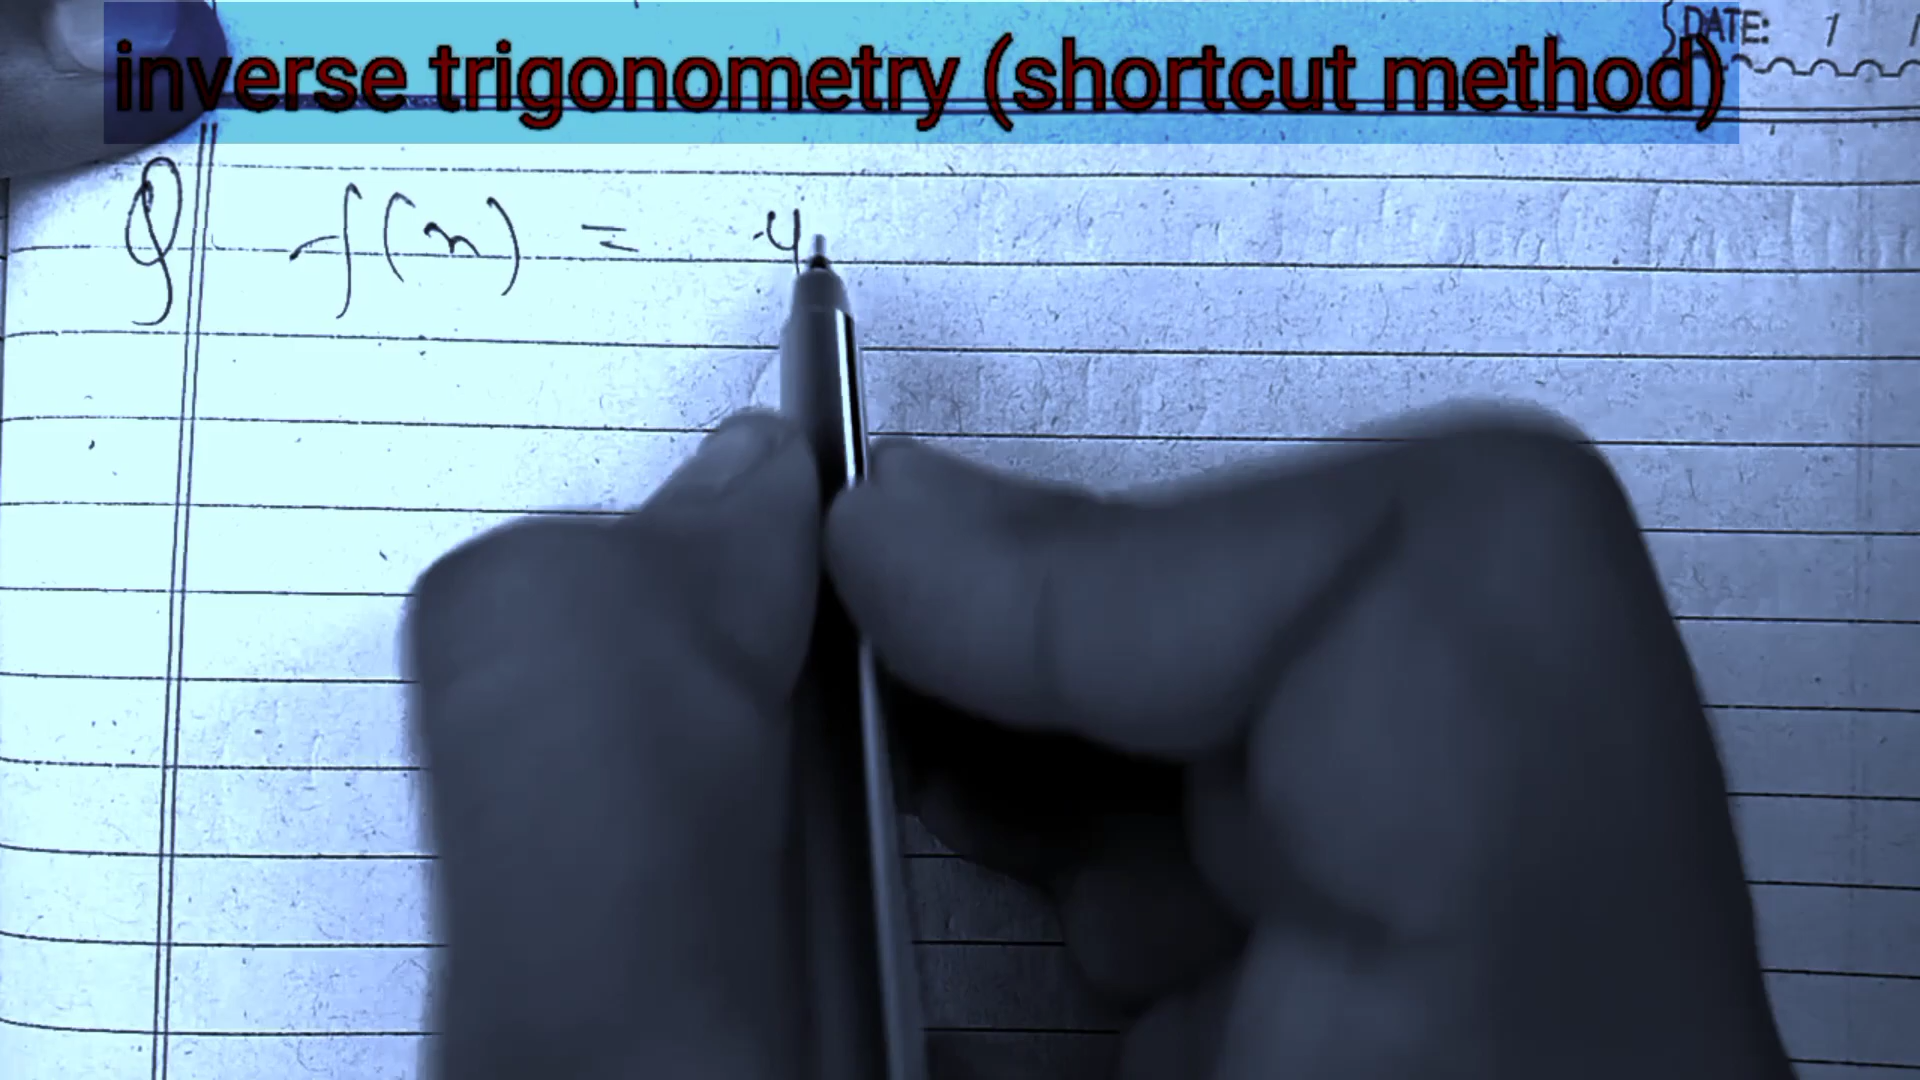 inverse trigonometry (shortcut method)
DATE: / /
Q f(x) = 4